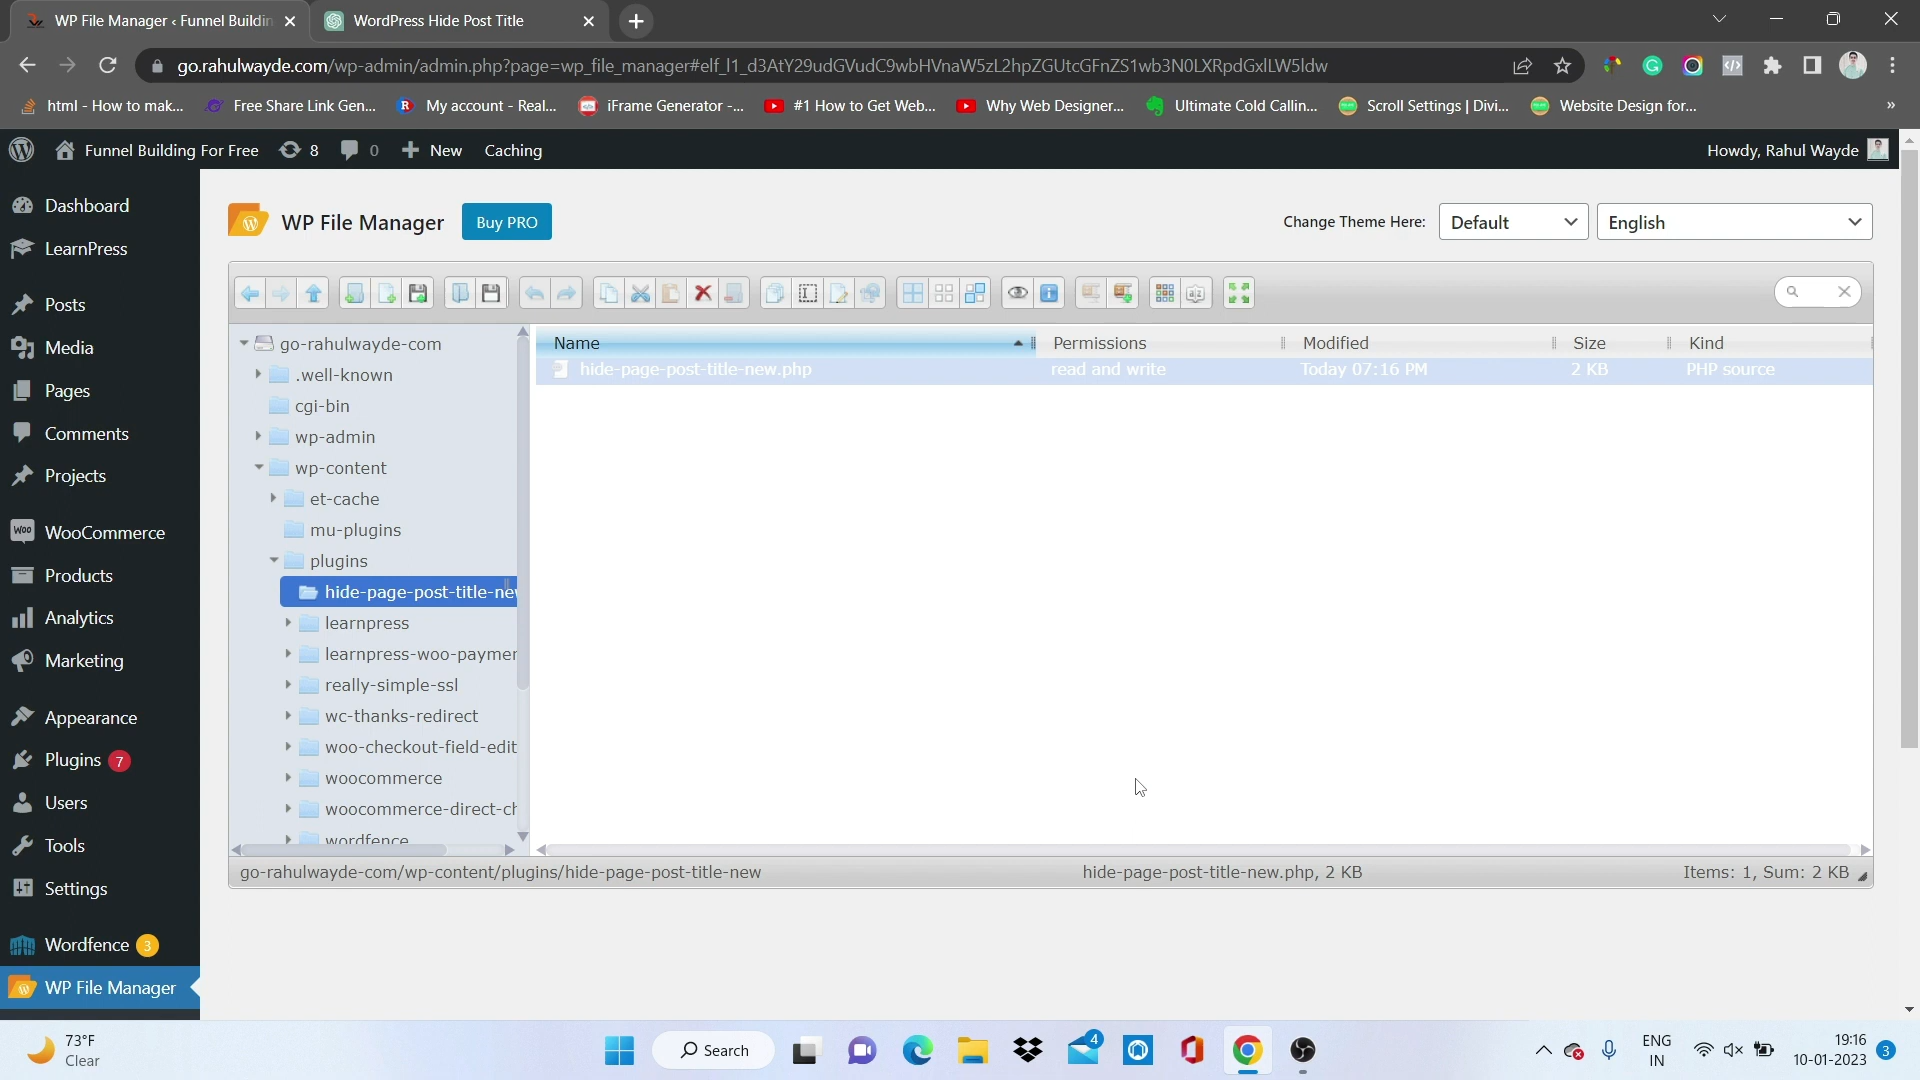 WP File Manager ‹ Funnel Buildin
WordPress Hide Post Title
go.rahulwayde.com/wp-admin/admin.php?page=wp_file_manager#elf_l1_d3AtY29udGVudC9wbHVnaW5zL2hpZGUtcGFnZS1wb3N0LXRpdGxlLW5ldw
html - How to mak...
Free Share Link Gen...
My account - Real...
iFrame Generator -...
#1 How to Get Web...
Why Web Designer...
Ultimate Cold Callin...
Scroll Settings | Divi...
Website Design for...
»
Funnel Building For Free
8
0
New
Caching
Howdy, Rahul Wayde
Dashboard
LearnPress
Posts
Media
Pages
Comments
Projects
WooCommerce
Products
Analytics
Marketing
Appearance
Plugins 7
Users
Tools
Settings
Wordfence 3
WP File Manager
WP File Manager
Buy PRO
Change Theme Here:
Default
English
go-rahulwayde-com
.well-known
cgi-bin
wp-admin
wp-content
et-cache
mu-plugins
plugins
hide-page-post-title-new
learnpress
learnpress-woo-paymen
really-simple-ssl
wc-thanks-redirect
woo-checkout-field-edit
woocommerce
woocommerce-direct-ch
wordfence
Name
Permissions
Modified
Size
Kind
hide-page-post-title-new.php
read and write
Today 07:16 PM
2 KB
PHP source
go-rahulwayde-com/wp-content/plugins/hide-page-post-title-new
hide-page-post-title-new.php, 2 KB
Items: 1, Sum: 2 KB
73°F
Clear
Search
4
ENG
IN
19:16
10-01-2023
3